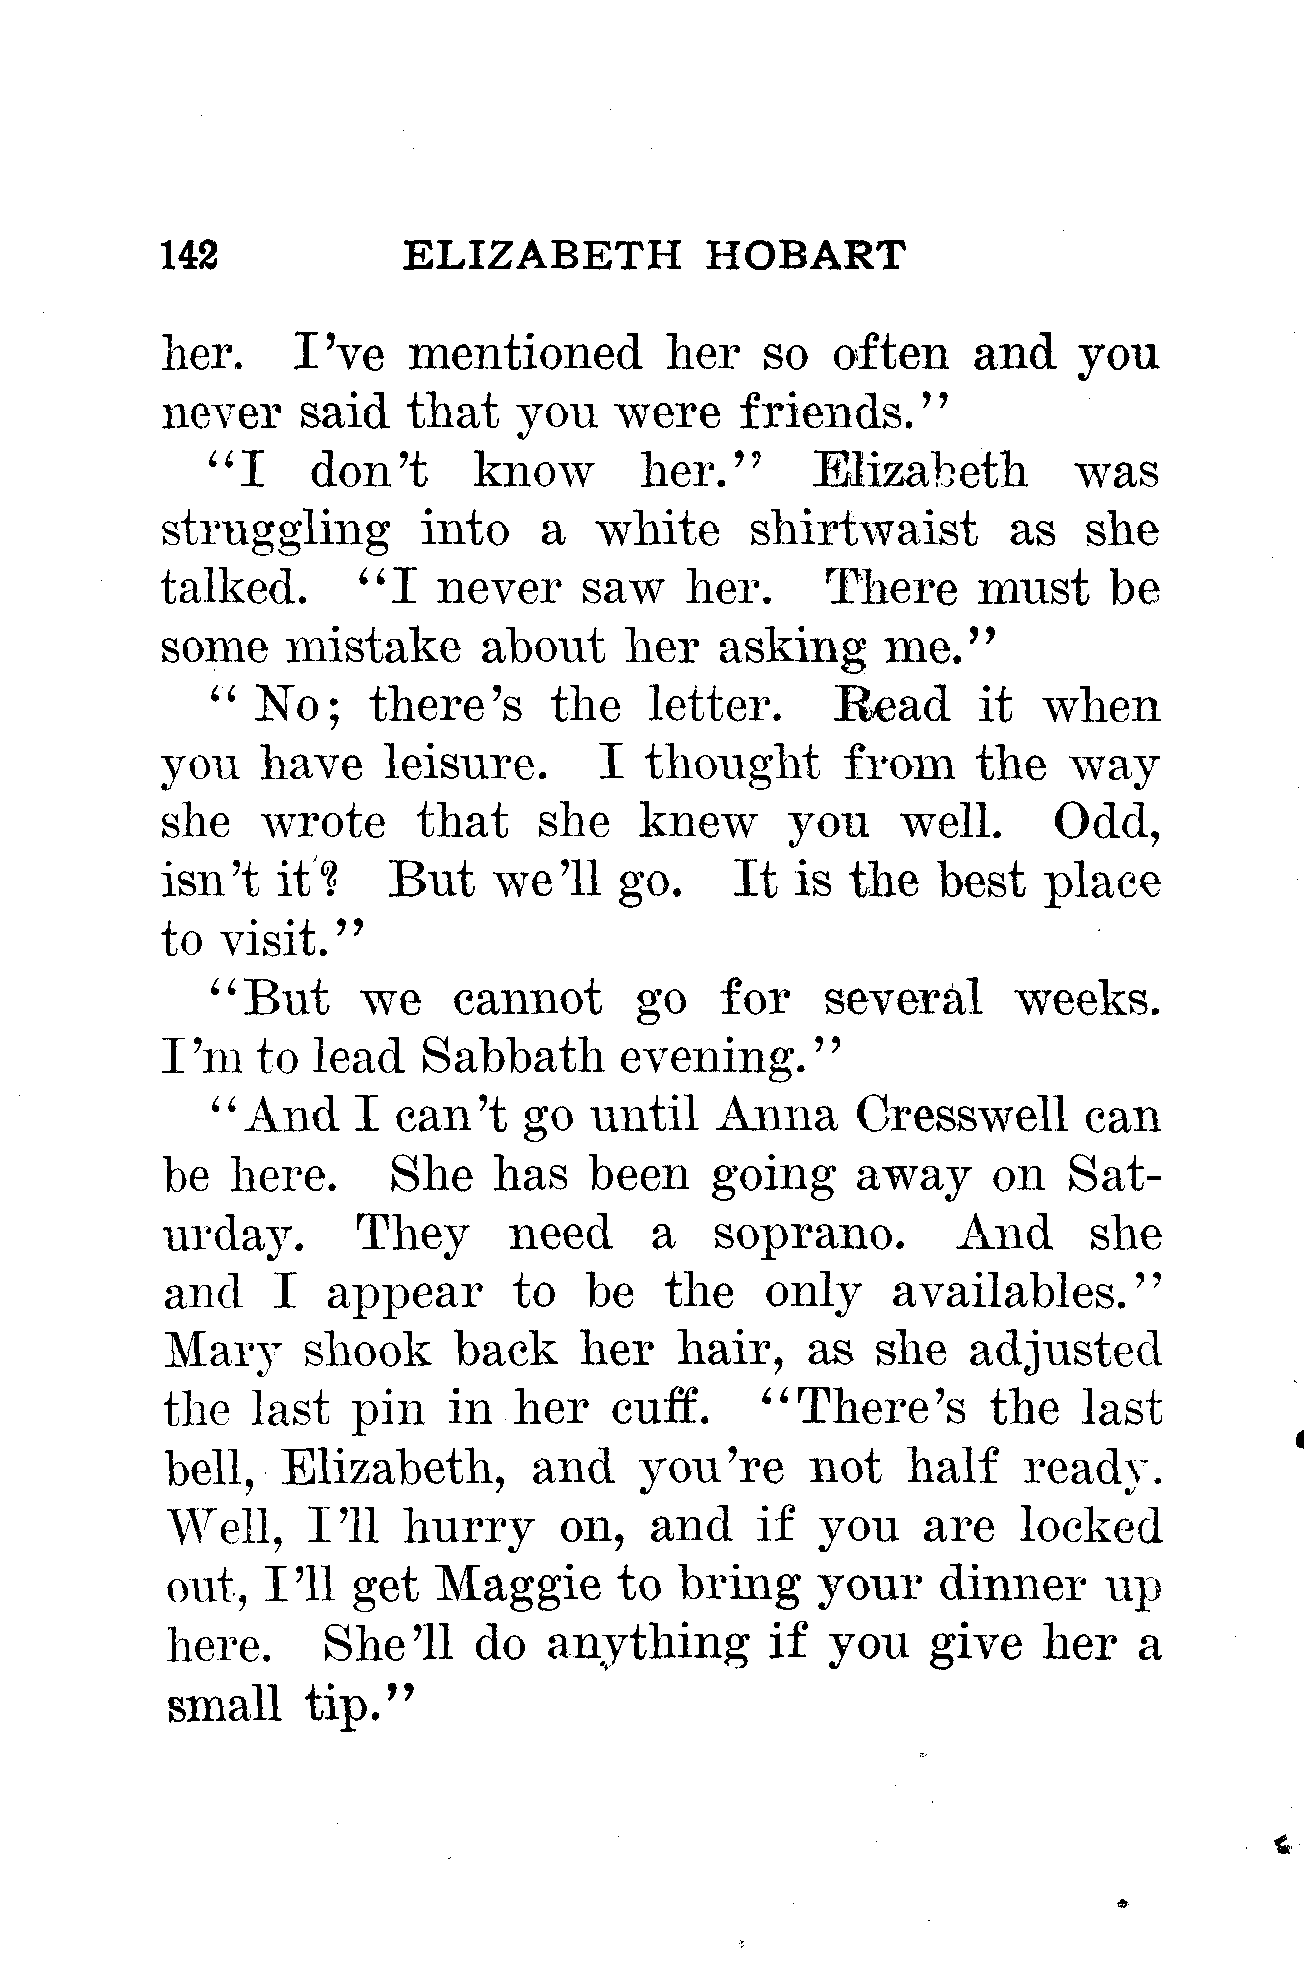 142 ELIZABETH HOBART
her. I've mentioned her so often and you
never said that you were friends."
"I don't know her." Elizabeth was
struggling into a white shirtwaist as she
talked. "I never saw her. There must be
some mistake about her asking me."
"No; there's the letter. Read it when
you have leisure. I thought from the way
she wrote that she knew you well. Odd,
isn't it? But we'll go. It is the best place
to visit."
"But we cannot go for several weeks.
I'm to lead Sabbath evening."
"And I can't go until Anna Cresswell can
be here. She has been going away on Sat-
urday. They need a soprano. And she
and I appear to be the only availables."
Mary shook back her hair, as she adjusted
the last pin in her cuff. "There's the last
bell, Elizabeth, and you're not half ready.
Well, I'll hurry on, and if you are locked
out, I'll get Maggie to bring your dinner up
here. She'll do anything if you give her a
small tip."